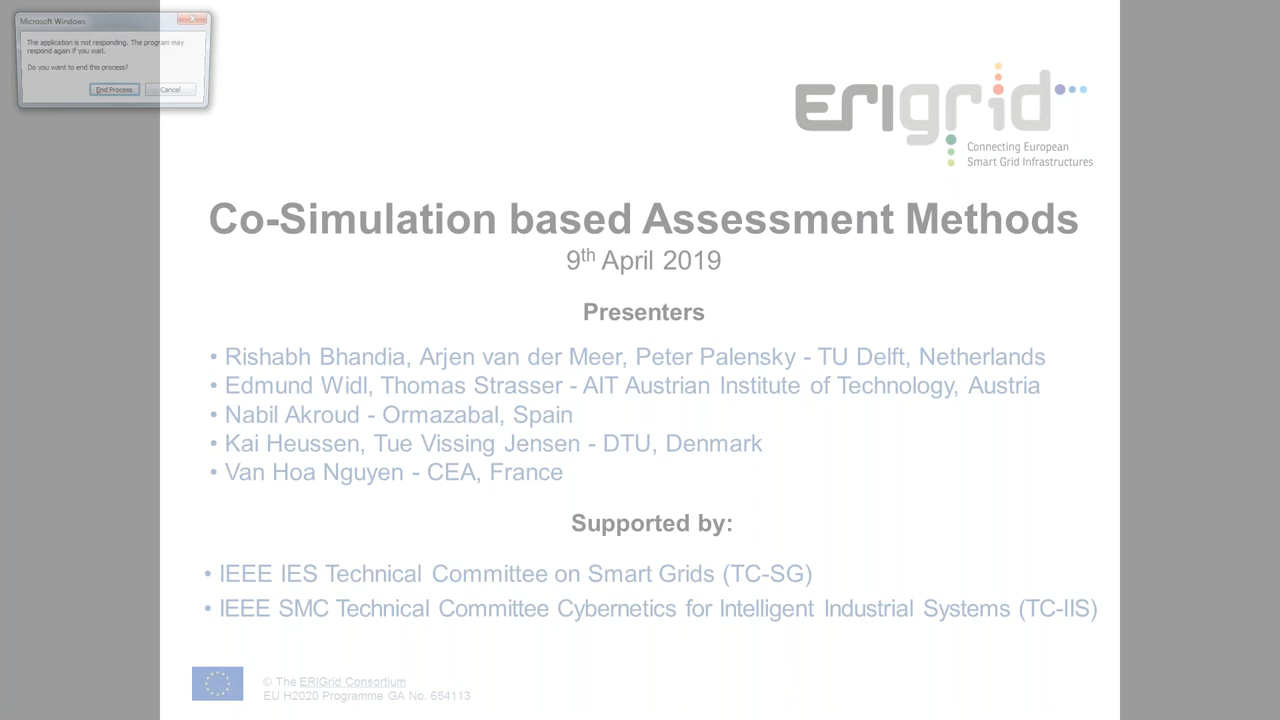 Microsoft Windows
The application is not responding. The program may
respond again if you wait.
Do you want to end this process?
End Process
Cancel
ERIgrid
Connecting European
Smart Grid Infrastructures
Co-Simulation based Assessment Methods
9th April 2019
Presenters
• Rishabh Bhandia, Arjen van der Meer, Peter Palensky - TU Delft, Netherlands
• Edmund Widl, Thomas Strasser - AIT Austrian Institute of Technology, Austria
• Nabil Akroud - Ormazabal, Spain
• Kai Heussen, Tue Vissing Jensen - DTU, Denmark
• Van Hoa Nguyen - CEA, France
Supported by:
• IEEE IES Technical Committee on Smart Grids (TC-SG)
• IEEE SMC Technical Committee Cybernetics for Intelligent Industrial Systems (TC-IIS)
© The ERIGrid Consortium
EU H2020 Programme GA No. 654113